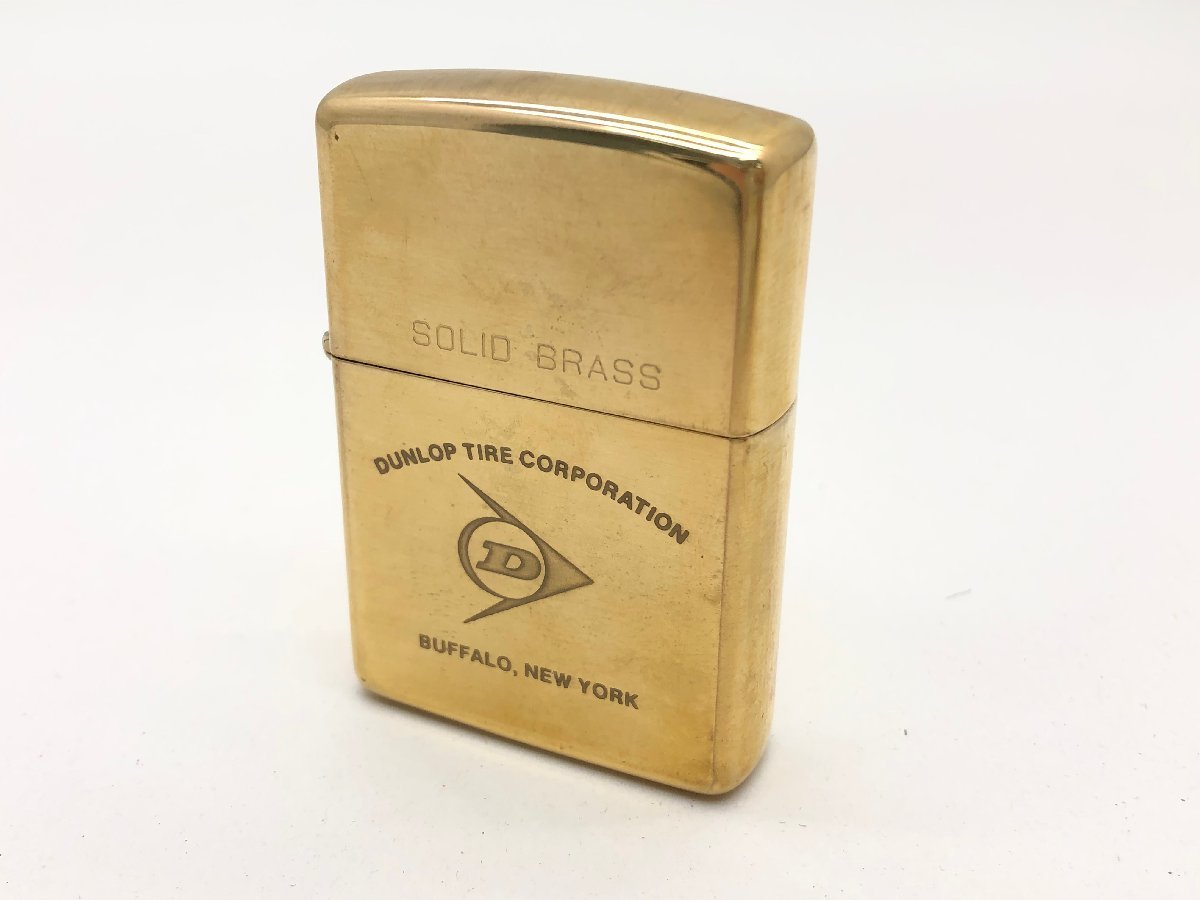 SOLID BRASS
DUNLOP TIRE CORPORATION
D
BUFFALO, NEW YORK